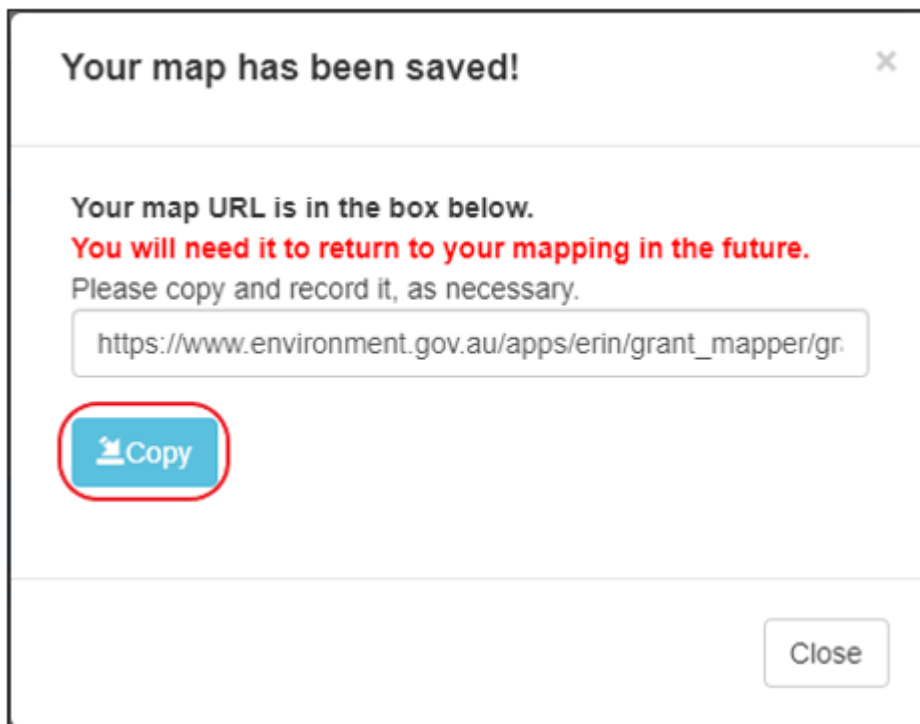 Your map has been saved!
×
Your map URL is in the box below.
You will need it to return to your mapping in the future.
Please copy and record it, as necessary.
https://www.environment.gov.au/apps/erin/grant_mapper/gr
Copy
Close